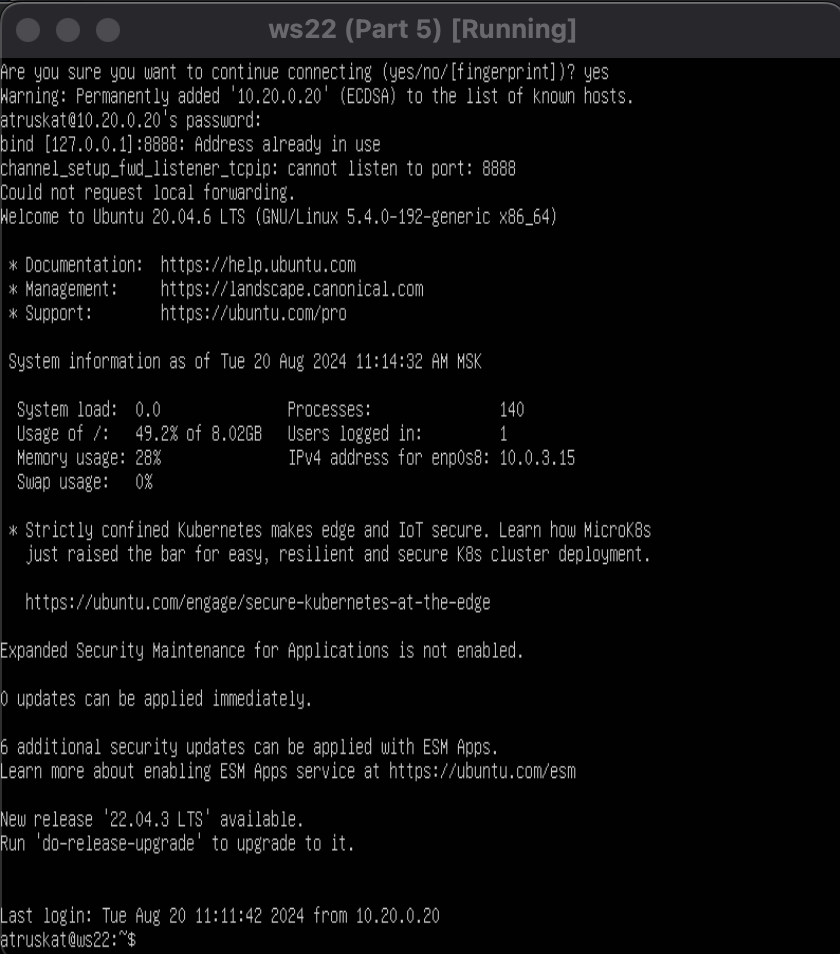 ws22 (Part 5) [Running]
Are you sure you want to continue connecting (yes/no/[fingerprint])? yes
Warning: Permanently added '10.20.0.20' (ECDSA) to the list of known hosts.
atruskat@10.20.0.20's password:
bind [127.0.0.1]:8888: Address already in use
channel_setup_fwd_listener_tcpip: cannot listen to port: 8888
Could not request local forwarding.
Welcome to Ubuntu 20.04.6 LTS (GNU/Linux 5.4.0-192-generic x86_64)
* Documentation:  https://help.ubuntu.com
* Management:     https://landscape.canonical.com
* Support:        https://ubuntu.com/pro
System information as of Tue 20 Aug 2024 11:14:32 AM MSK
System load:  0.0               Processes:               140
Usage of /:   49.2% of 8.02GB   Users logged in:         1
Memory usage: 28%               IPv4 address for enp0s8: 10.0.3.15
Swap usage:   0%
* Strictly confined Kubernetes makes edge and IoT secure. Learn how MicroK8s
just raised the bar for easy, resilient and secure K8s cluster deployment.
https://ubuntu.com/engage/secure-kubernetes-at-the-edge
Expanded Security Maintenance for Applications is not enabled.
0 updates can be applied immediately.
6 additional security updates can be applied with ESM Apps.
Learn more about enabling ESM Apps service at https://ubuntu.com/esm
New release '22.04.3 LTS' available.
Run 'do-release-upgrade' to upgrade to it.
Last login: Tue Aug 20 11:11:42 2024 from 10.20.0.20
atruskat@ws22:~$